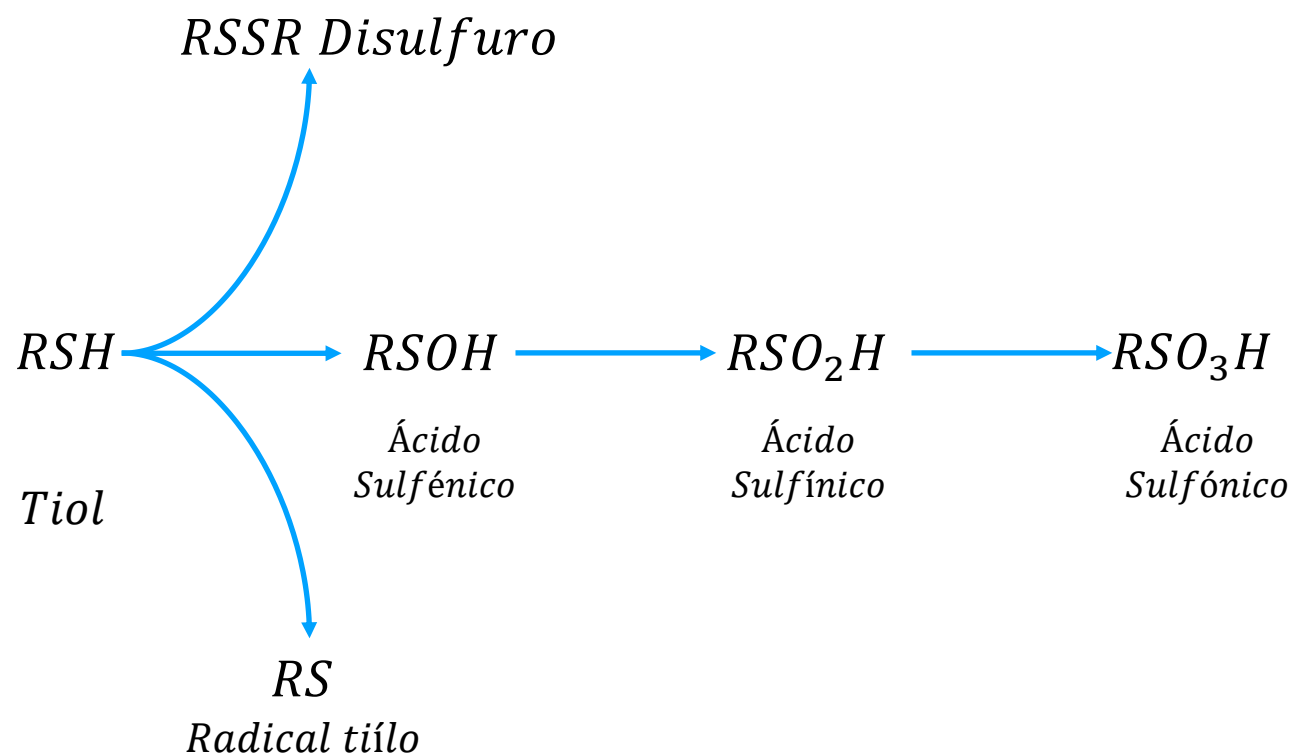 RSSR Disulfuro
RSH
RSOH
RSO₂H
RSO₃H
Ácido
Sulfénico
Ácido
Sulfínico
Ácido
Sulfónico
Tiol
RS
Radical tiílo